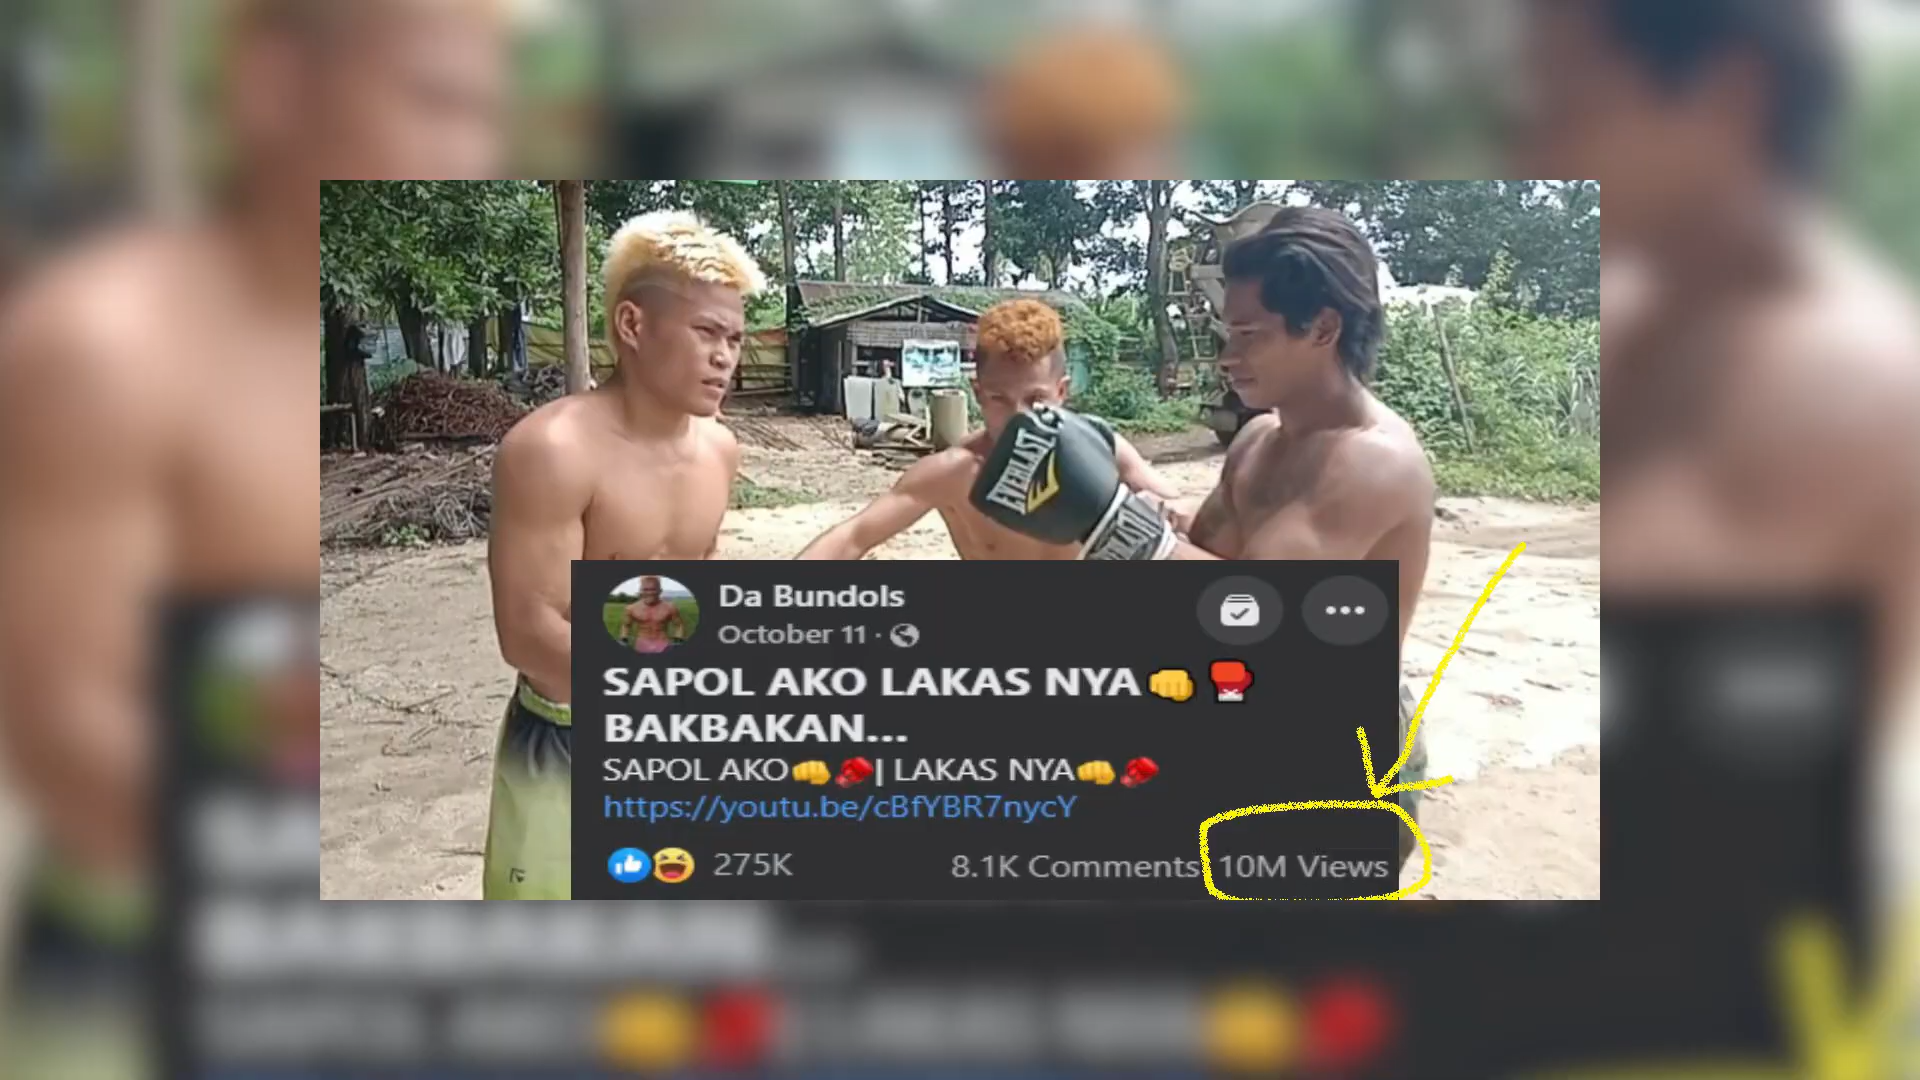 EVERLAST
Da Bundols
October 11 ·
SAPOL AKO LAKAS NYA👊🥊
BAKBAKAN...
SAPOL AKO👊🥊| LAKAS NYA👊🥊
https://youtu.be/cBfYBR7nycY
275K
8.1K Comments 10M Views